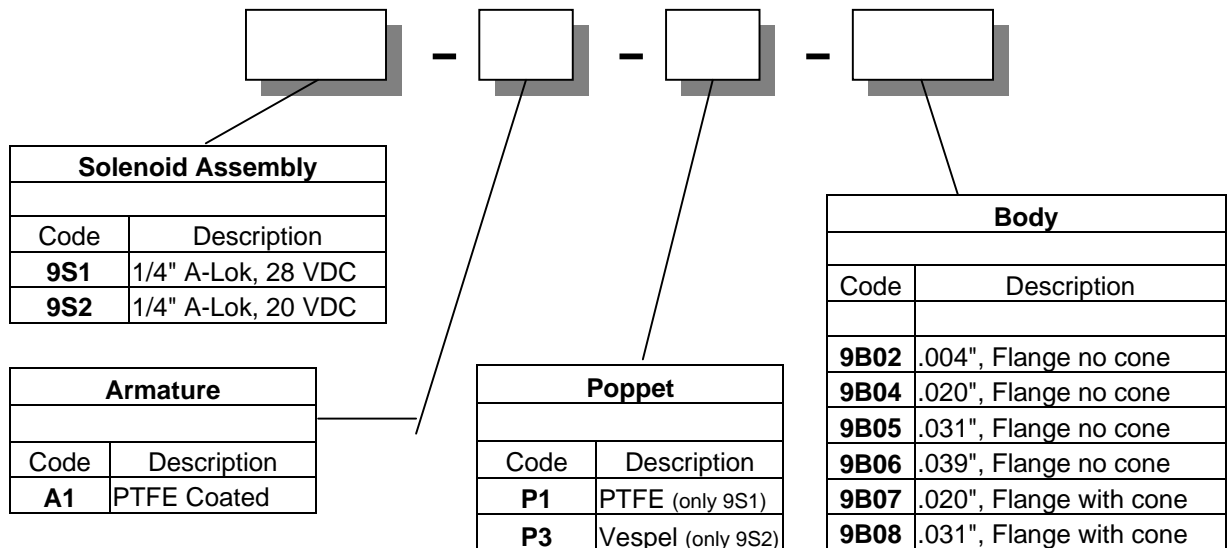 – – –
Solenoid Assembly
Code Description
9S1 1/4" A-Lok, 28 VDC
9S2 1/4" A-Lok, 20 VDC
Armature
Code Description
A1 PTFE Coated
Poppet
Code Description
P1 PTFE (only 9S1)
P3 Vespel (only 9S2)
Body
Code Description
9B02 .004", Flange no cone
9B04 .020", Flange no cone
9B05 .031", Flange no cone
9B06 .039", Flange no cone
9B07 .020", Flange with cone
9B08 .031", Flange with cone